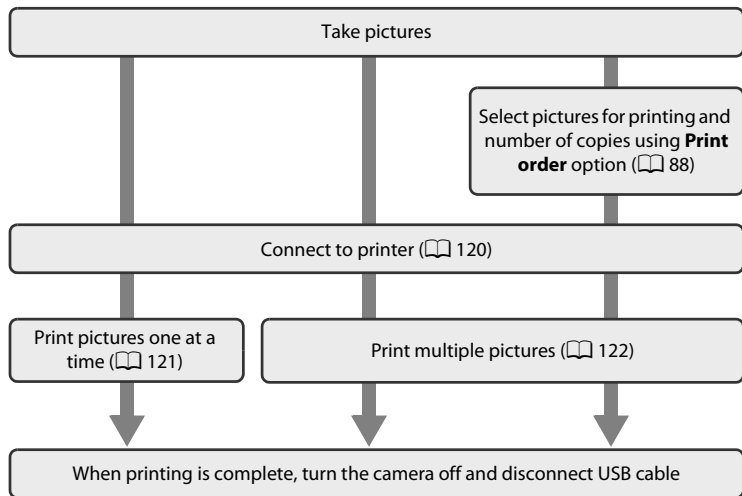 Take pictures
Select pictures for printing and
number of copies using Print
order option (📖 88)
Connect to printer (📖 120)
Print pictures one at a
time (📖 121)
Print multiple pictures (📖 122)
When printing is complete, turn the camera off and disconnect USB cable